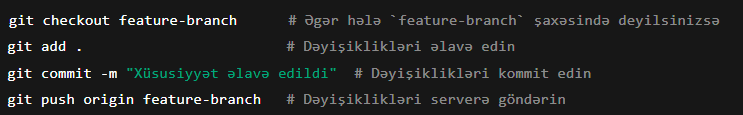 git checkout feature-branch      # Əgər hələ `feature-branch` şaxəsində deyilsinizsə
git add .                        # Dəyişiklikləri əlavə edin
git commit -m "Xüsusiyyət əlavə edildi"  # Dəyişiklikləri kommit edin
git push origin feature-branch   # Dəyişiklikləri serverə göndərin